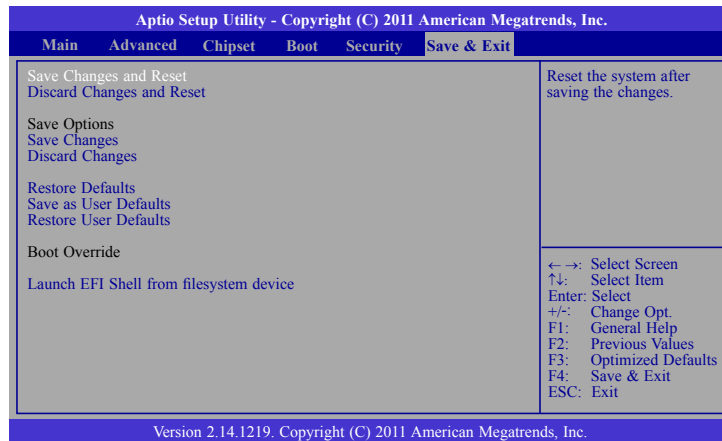 Aptio Setup Utility - Copyright (C) 2011 American Megatrends, Inc.
Main Advanced Chipset Boot Security Save & Exit
Save Changes and Reset
Discard Changes and Reset
Save Options
Save Changes
Discard Changes
Restore Defaults
Save as User Defaults
Restore User Defaults
Boot Override
Launch EFI Shell from filesystem device
Reset the system after
saving the changes.
←→: Select Screen
↑↓: Select Item
Enter: Select
+/-: Change Opt.
F1: General Help
F2: Previous Values
F3: Optimized Defaults
F4: Save & Exit
ESC: Exit
Version 2.14.1219. Copyright (C) 2011 American Megatrends, Inc.